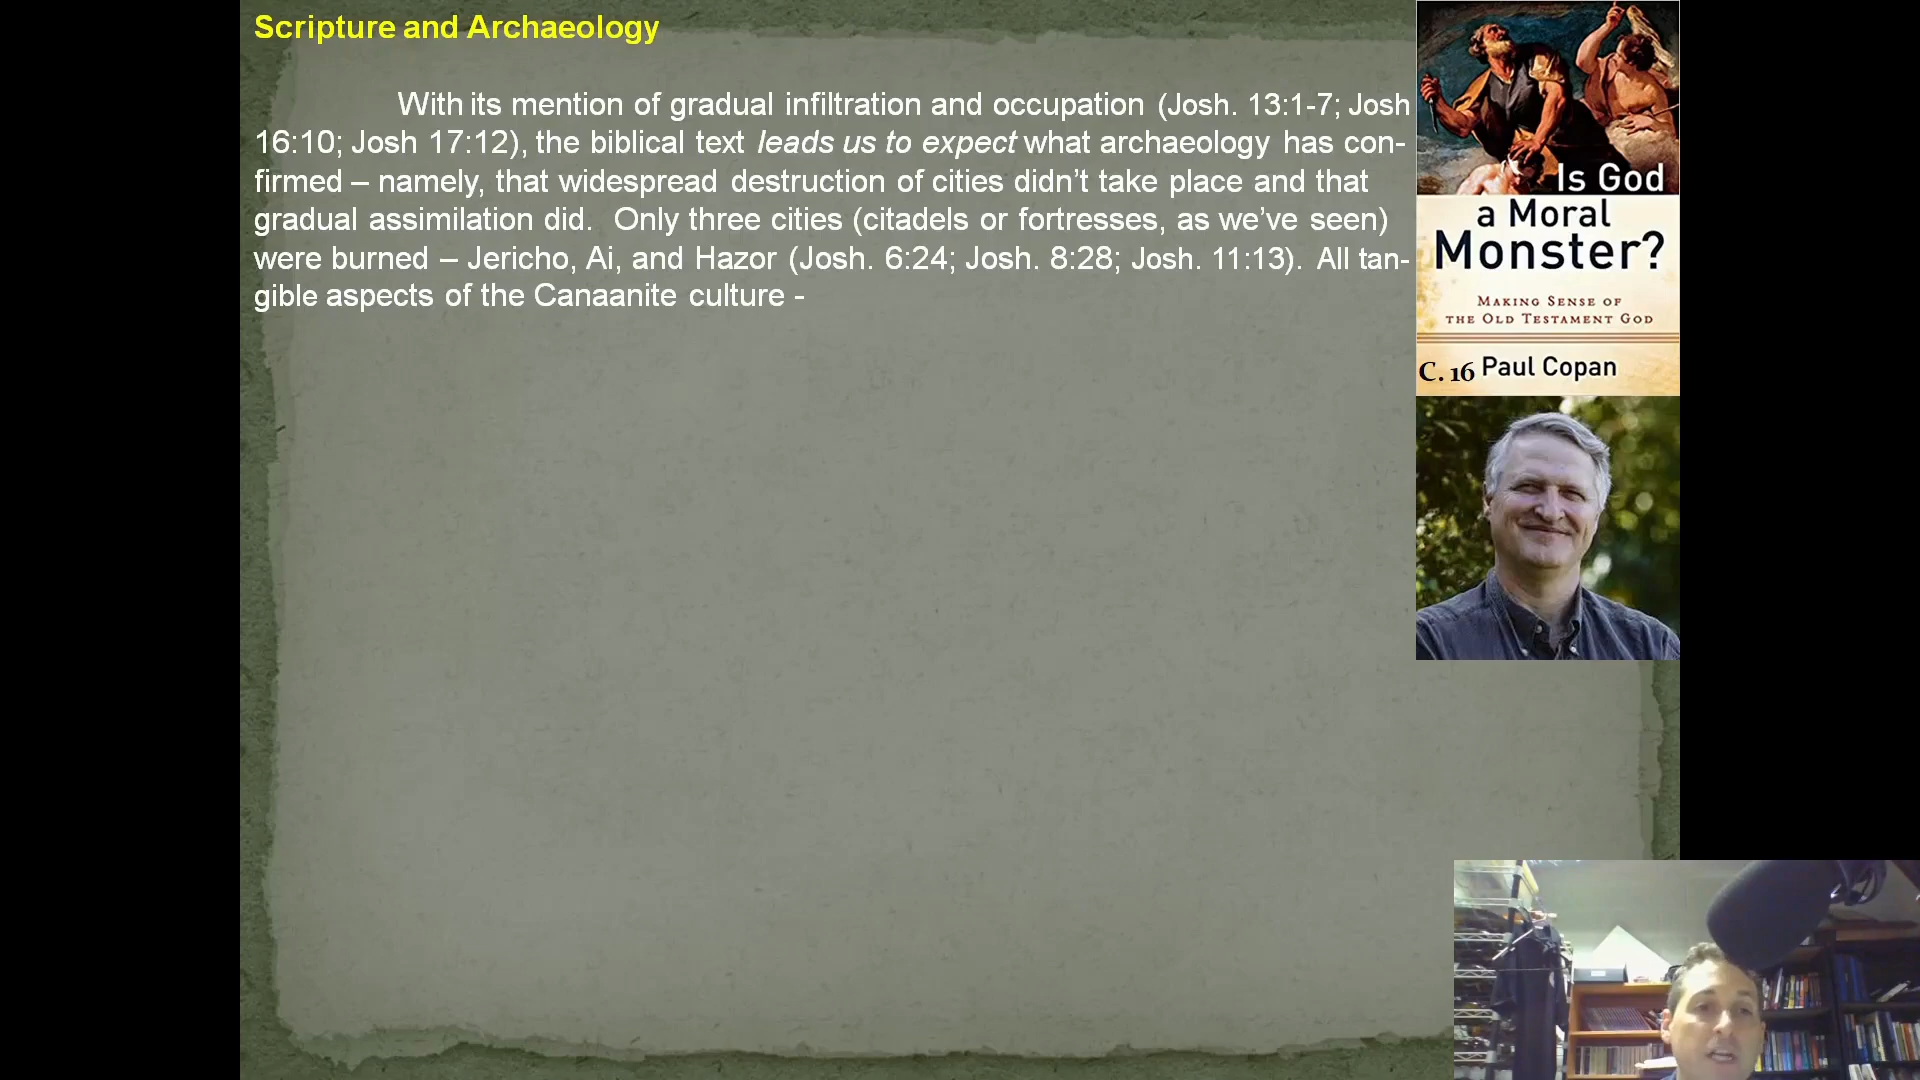 Scripture and Archaeology
With its mention of gradual infiltration and occupation (Josh. 13:1-7; Josh
16:10; Josh 17:12), the biblical text leads us to expect what archaeology has con-
firmed – namely, that widespread destruction of cities didn’t take place and that
gradual assimilation did.  Only three cities (citadels or fortresses, as we’ve seen)
were burned – Jericho, Ai, and Hazor (Josh. 6:24; Josh. 8:28; Josh. 11:13).  All tan-
gible aspects of the Canaanite culture -
Is God
a Moral
Monster?
Making Sense of
the Old Testament God
C. 16 Paul Copan